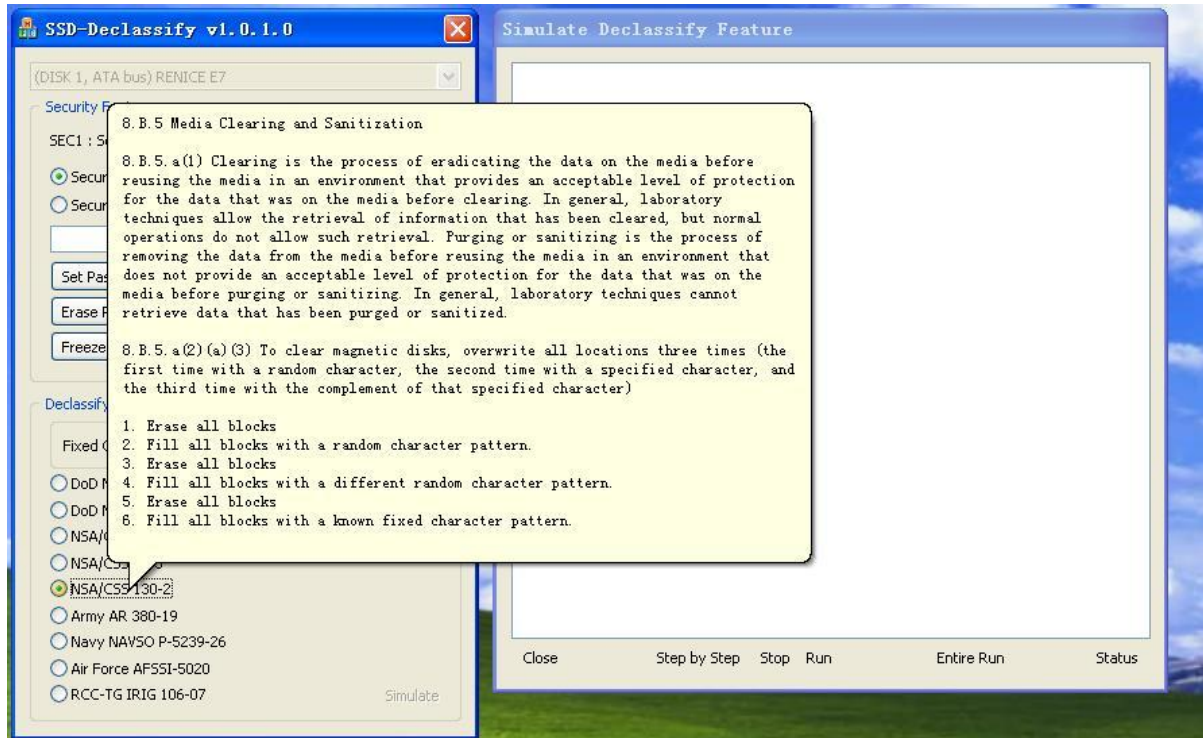 SSD-Declassify v1.0.1.0
Simulate Declassify Feature
(DISK 1, ATA bus) RENICE E7
Security
SEC1 :
Set
Erase
Freeze
Declassify
Fixed
DoD
DoD
8.B.5 Media Clearing and Sanitization
8.B.5.a(1) Clearing is the process of eradicating the data on the media before
reusing the media in an environment that provides an acceptable level of protection
for the data that was on the media before clearing. In general, laboratory
techniques allow the retrieval of information that has been cleared, but normal
operations do not allow such retrieval. Purging or sanitizing is the process of
removing the data from the media before reusing the media in an environment that
does not provide an acceptable level of protection for the data that was on the
media before purging or sanitizing. In general, laboratory techniques cannot
retrieve data that has been purged or sanitized.
8.B.5.a(2)(a)(3) To clear magnetic disks, overwrite all locations three times (the
first time with a random character, the second time with a specified character, and
the third time with the complement of that specified character)
1. Erase all blocks
2. Fill all blocks with a random character pattern.
3. Erase all blocks
4. Fill all blocks with a different random character pattern.
5. Erase all blocks
6. Fill all blocks with a known fixed character pattern.
NSA/CSS 130-2
Army AR 380-19
Navy NAVSO P-5239-26
Air Force AFSSI-5020
RCC-TG IRIG 106-07
Simulate
Close Step by Step Stop Run Entire Run Status